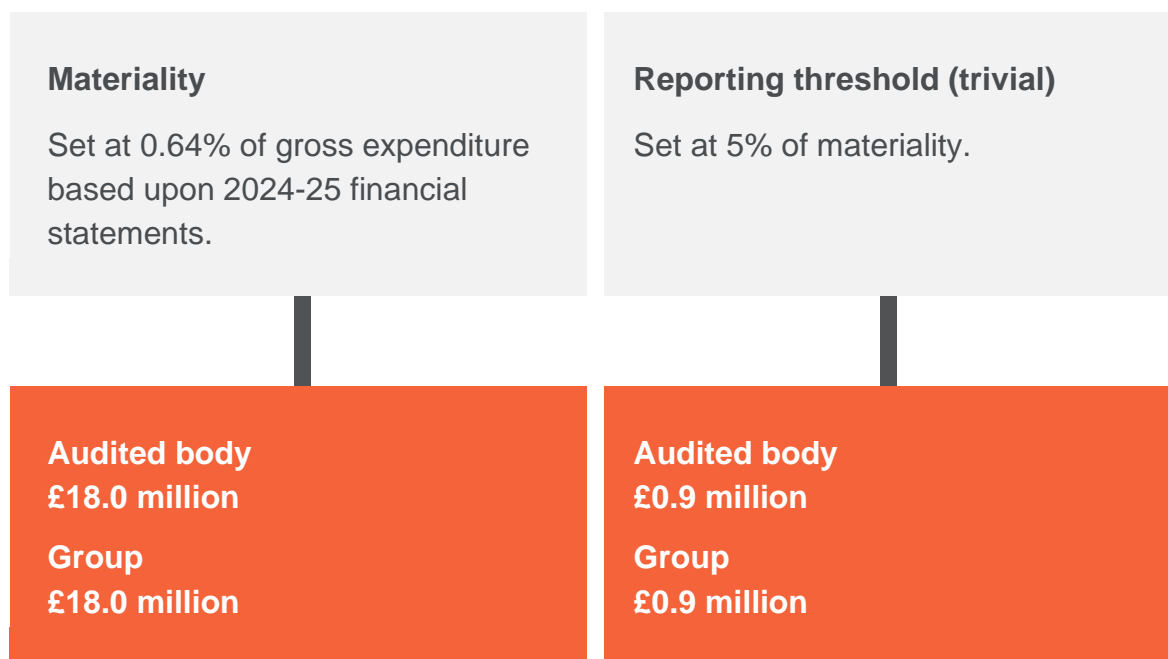 Materiality
Set at 0.64% of gross expenditure
based upon 2024-25 financial
statements.
Audited body
£18.0 million
Group
£18.0 million
Reporting threshold (trivial)
Set at 5% of materiality.
Audited body
£0.9 million
Group
£0.9 million